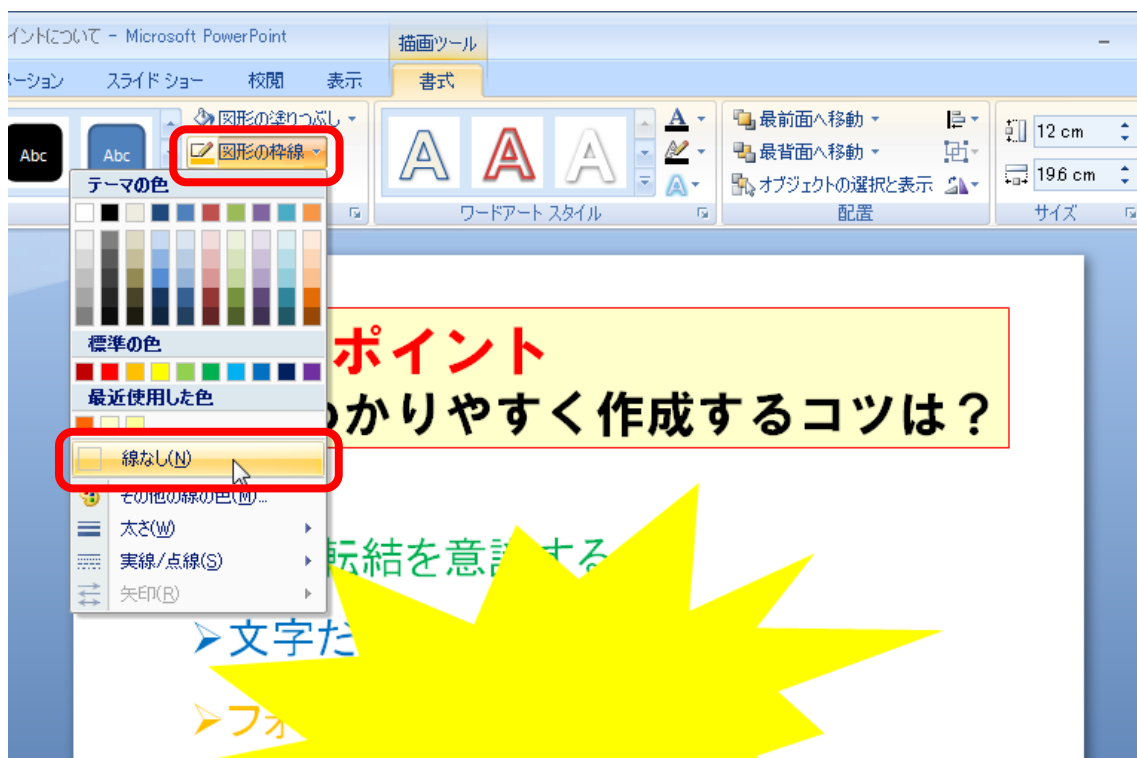 イントについて - Microsoft PowerPoint
描画ツール
スライド ショー 校閲 表示 書式
Abc Abc
図形の塗りつぶし
図形の枠線
最前面へ移動
最背面へ移動
オブジェクトの選択と表示
12 cm
19.6 cm
ワードアート スタイル 配置 サイズ
テーマの色
標準の色
最近使用した色
線なし(N)
その他の線の色(M)...
太さ(W)
実線/点線(S)
矢印(R)
ポイント
わかりやすく作成するコツは？
転結を意識する
➢文字だ
➢フォ